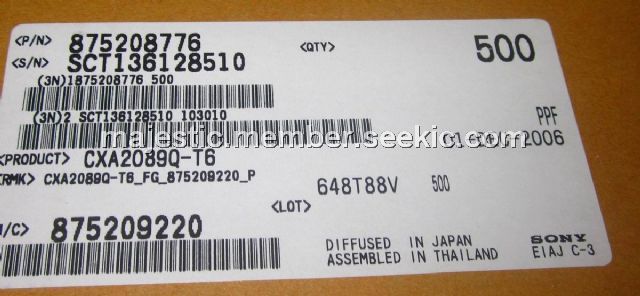 <P/N> 875208776 <QTY> 500
<S/N> SCT136128510
(3N)1875208776 500
(3N)2 SCT136128510 103010
PPF
majestic.member.seekic.com
2006
<PRODUCT> CXA2089Q-T6
<RMK> CXA2089Q-T6_FG_875209220_P
<LOT> 648T88V 500
/C> 875209220
DIFFUSED IN JAPAN
ASSEMBLED IN THAILAND
SONY
EIAJ C-3